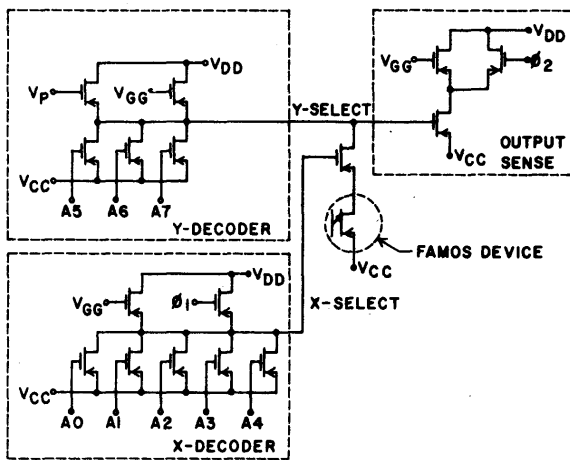 VDD
VP
VGG
VCC
A5 A6 A7
Y-DECODER
Y-SELECT
VDD
VGG
Ø2
VCC
OUTPUT
SENSE
FAMOS DEVICE
VCC
X-SELECT
VDD
VGG
Ø1
VCC
A0 A1 A2 A3 A4
X-DECODER